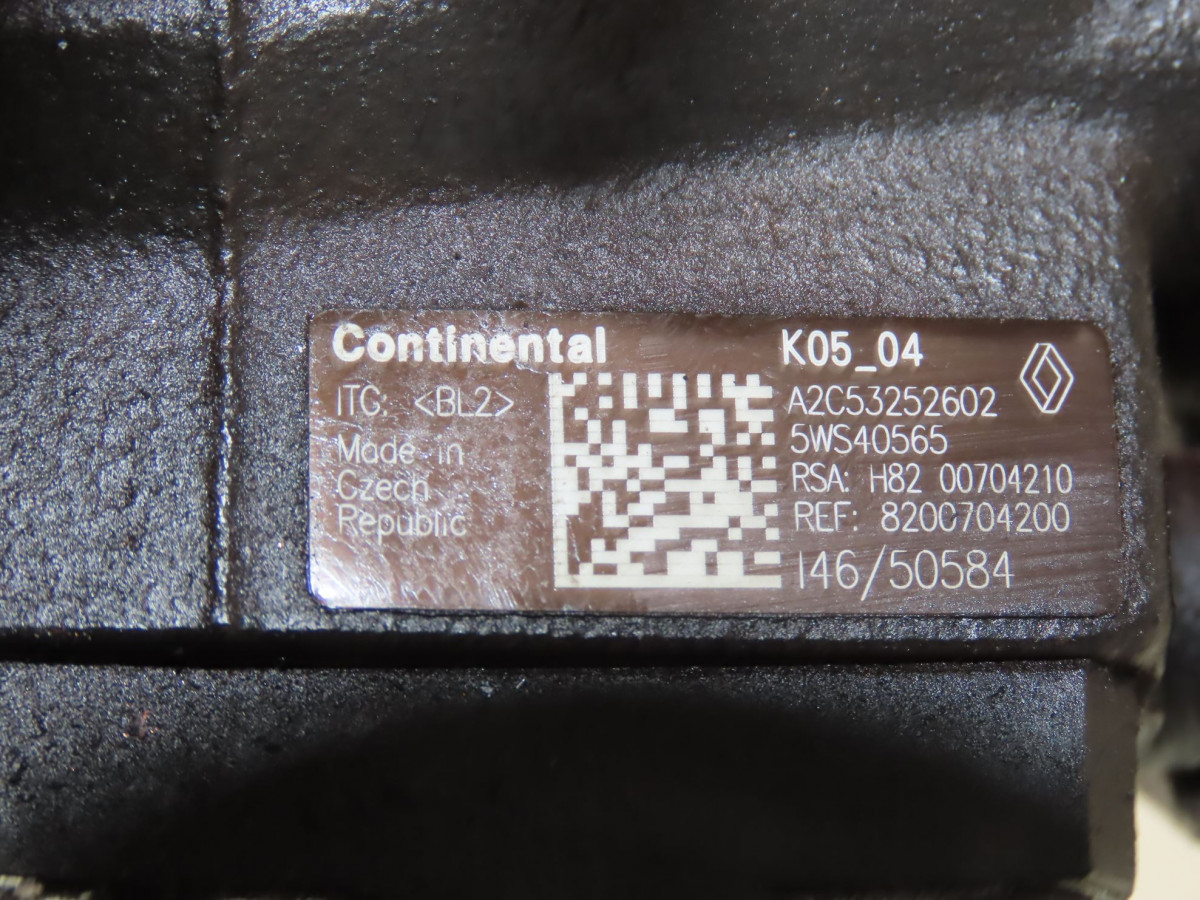 Continental
ITG: <BL2>
Made in
Czech
Republic
K05_04
A2C53252602
5WS40565
RSA: H82 00704210
REF: 8200704200
I46/50584